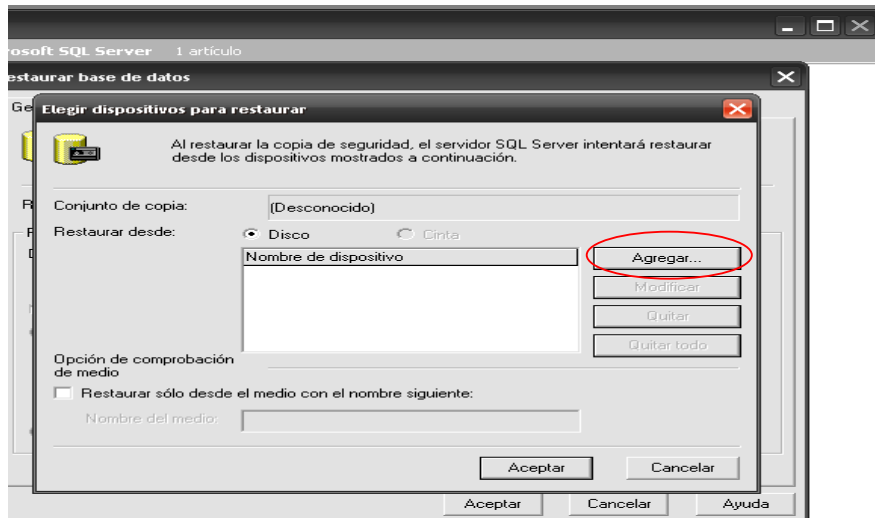 rosoft SQL Server 1 artículo
estaurar base de datos
Ge
Elegir dispositivos para restaurar
Al restaurar la copia de seguridad, el servidor SQL Server intentará restaurar
desde los dispositivos mostrados a continuación.
Conjunto de copia: (Desconocido)
Restaurar desde: Disco Cinta
Nombre de dispositivo
Agregar...
Modificar
Quitar
Quitar todo
Opción de comprobación
de medio
Restaurar sólo desde el medio con el nombre siguiente:
Nombre del medio:
Aceptar Cancelar
Aceptar Cancelar Ayuda